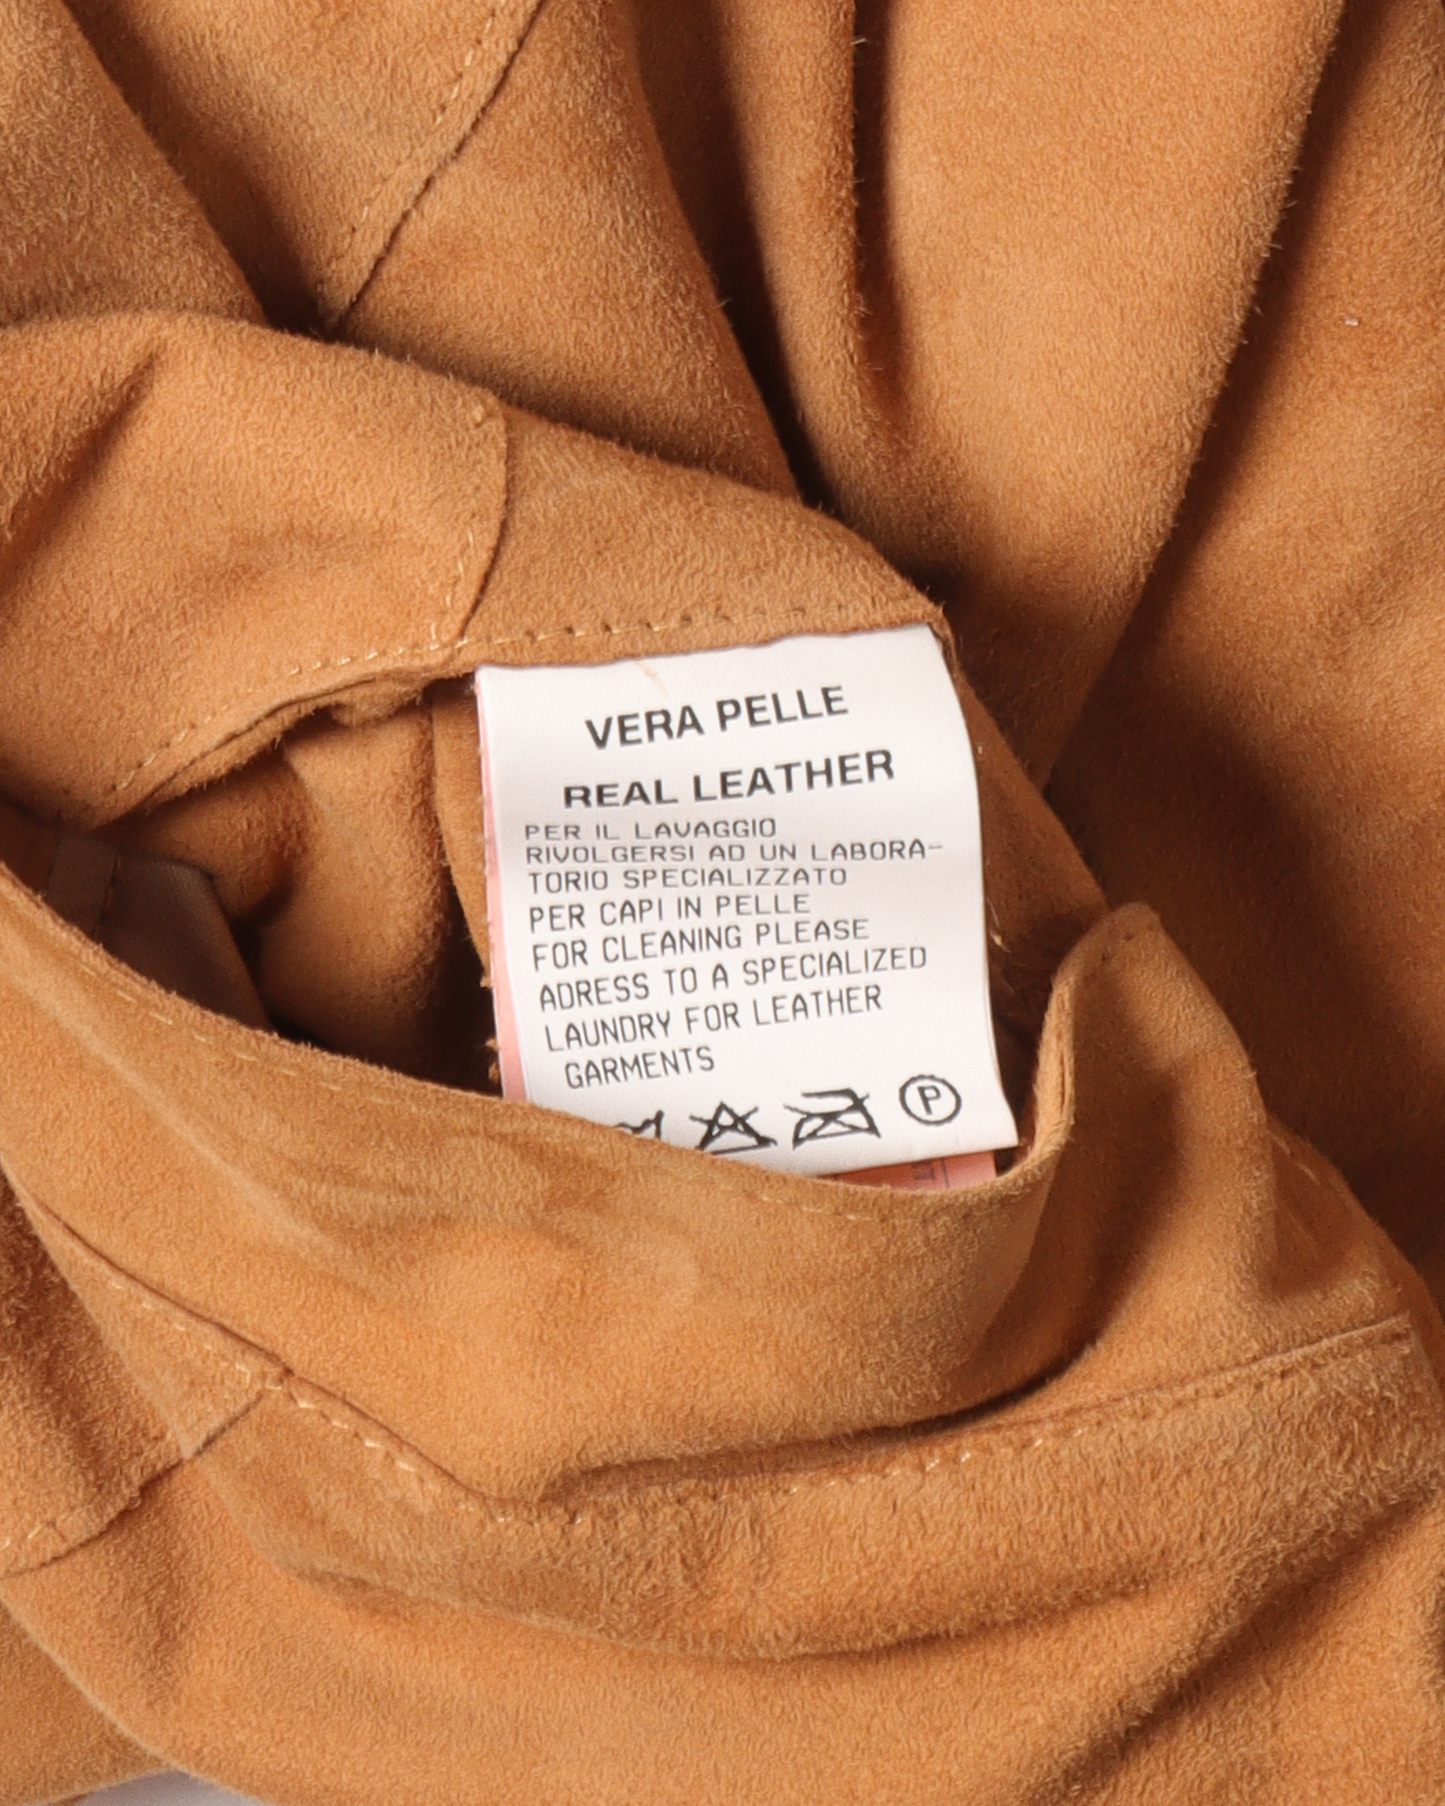 VERA PELLE
REAL LEATHER
PER IL LAVAGGIO
RIVOLGERSI AD UN LABORA-
TORIO SPECIALIZZATO
PER CAPI IN PELLE
FOR CLEANING PLEASE
ADRESS TO A SPECIALIZED
LAUNDRY FOR LEATHER
GARMENTS
P